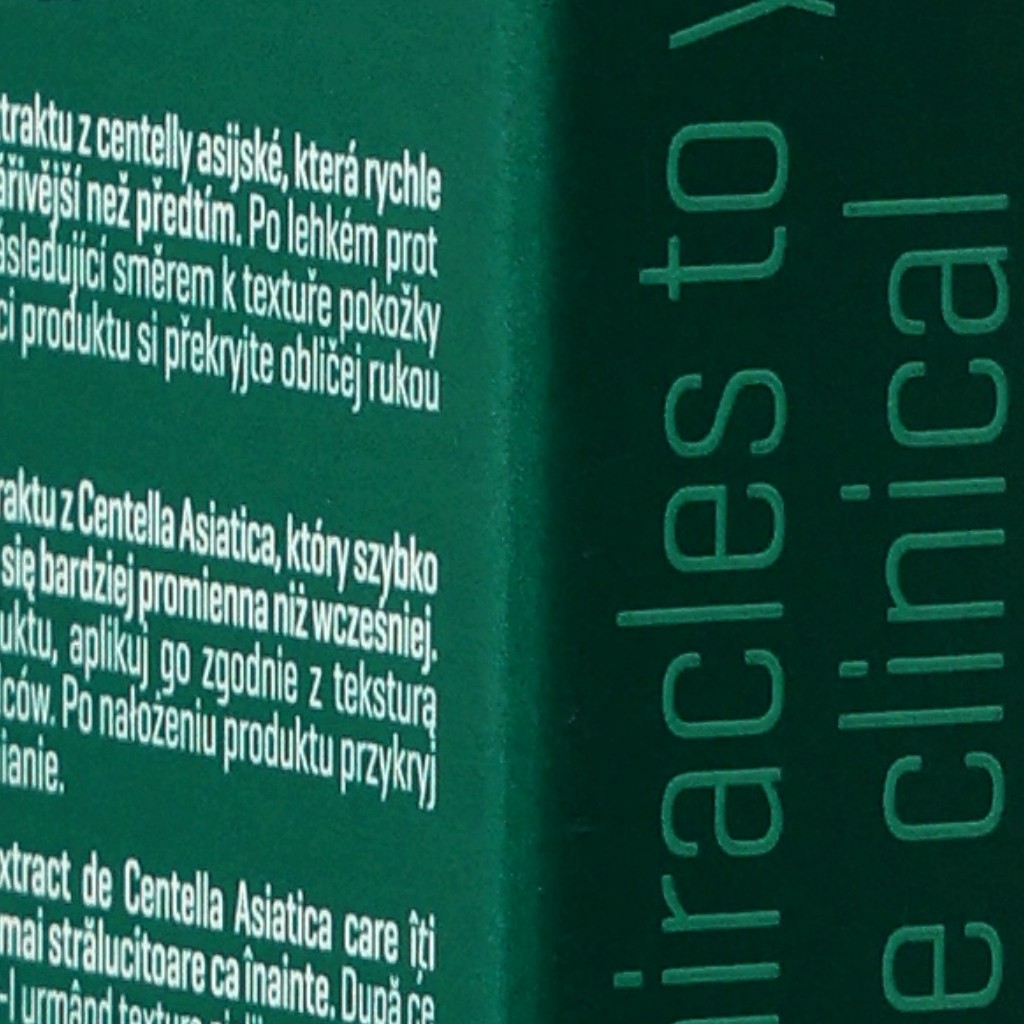 traktu z centelly asijské, která rychle
ářivější než předtím. Po lehkém prot
ásledující směrem k textuře pokožky
ci produktu si překryjte obličej rukou
raktu z Centella Asiatica, który szybko
się bardziej promienna niż wcześniej.
uktu, aplikuj go zgodnie z teksturą
lców. Po nałożeniu produktu przykryj
ianie.
xtract de Centella Asiatica care îți
mai strălucitoare ca înainte. După ce
-l urmând
iracles to y
e clinical